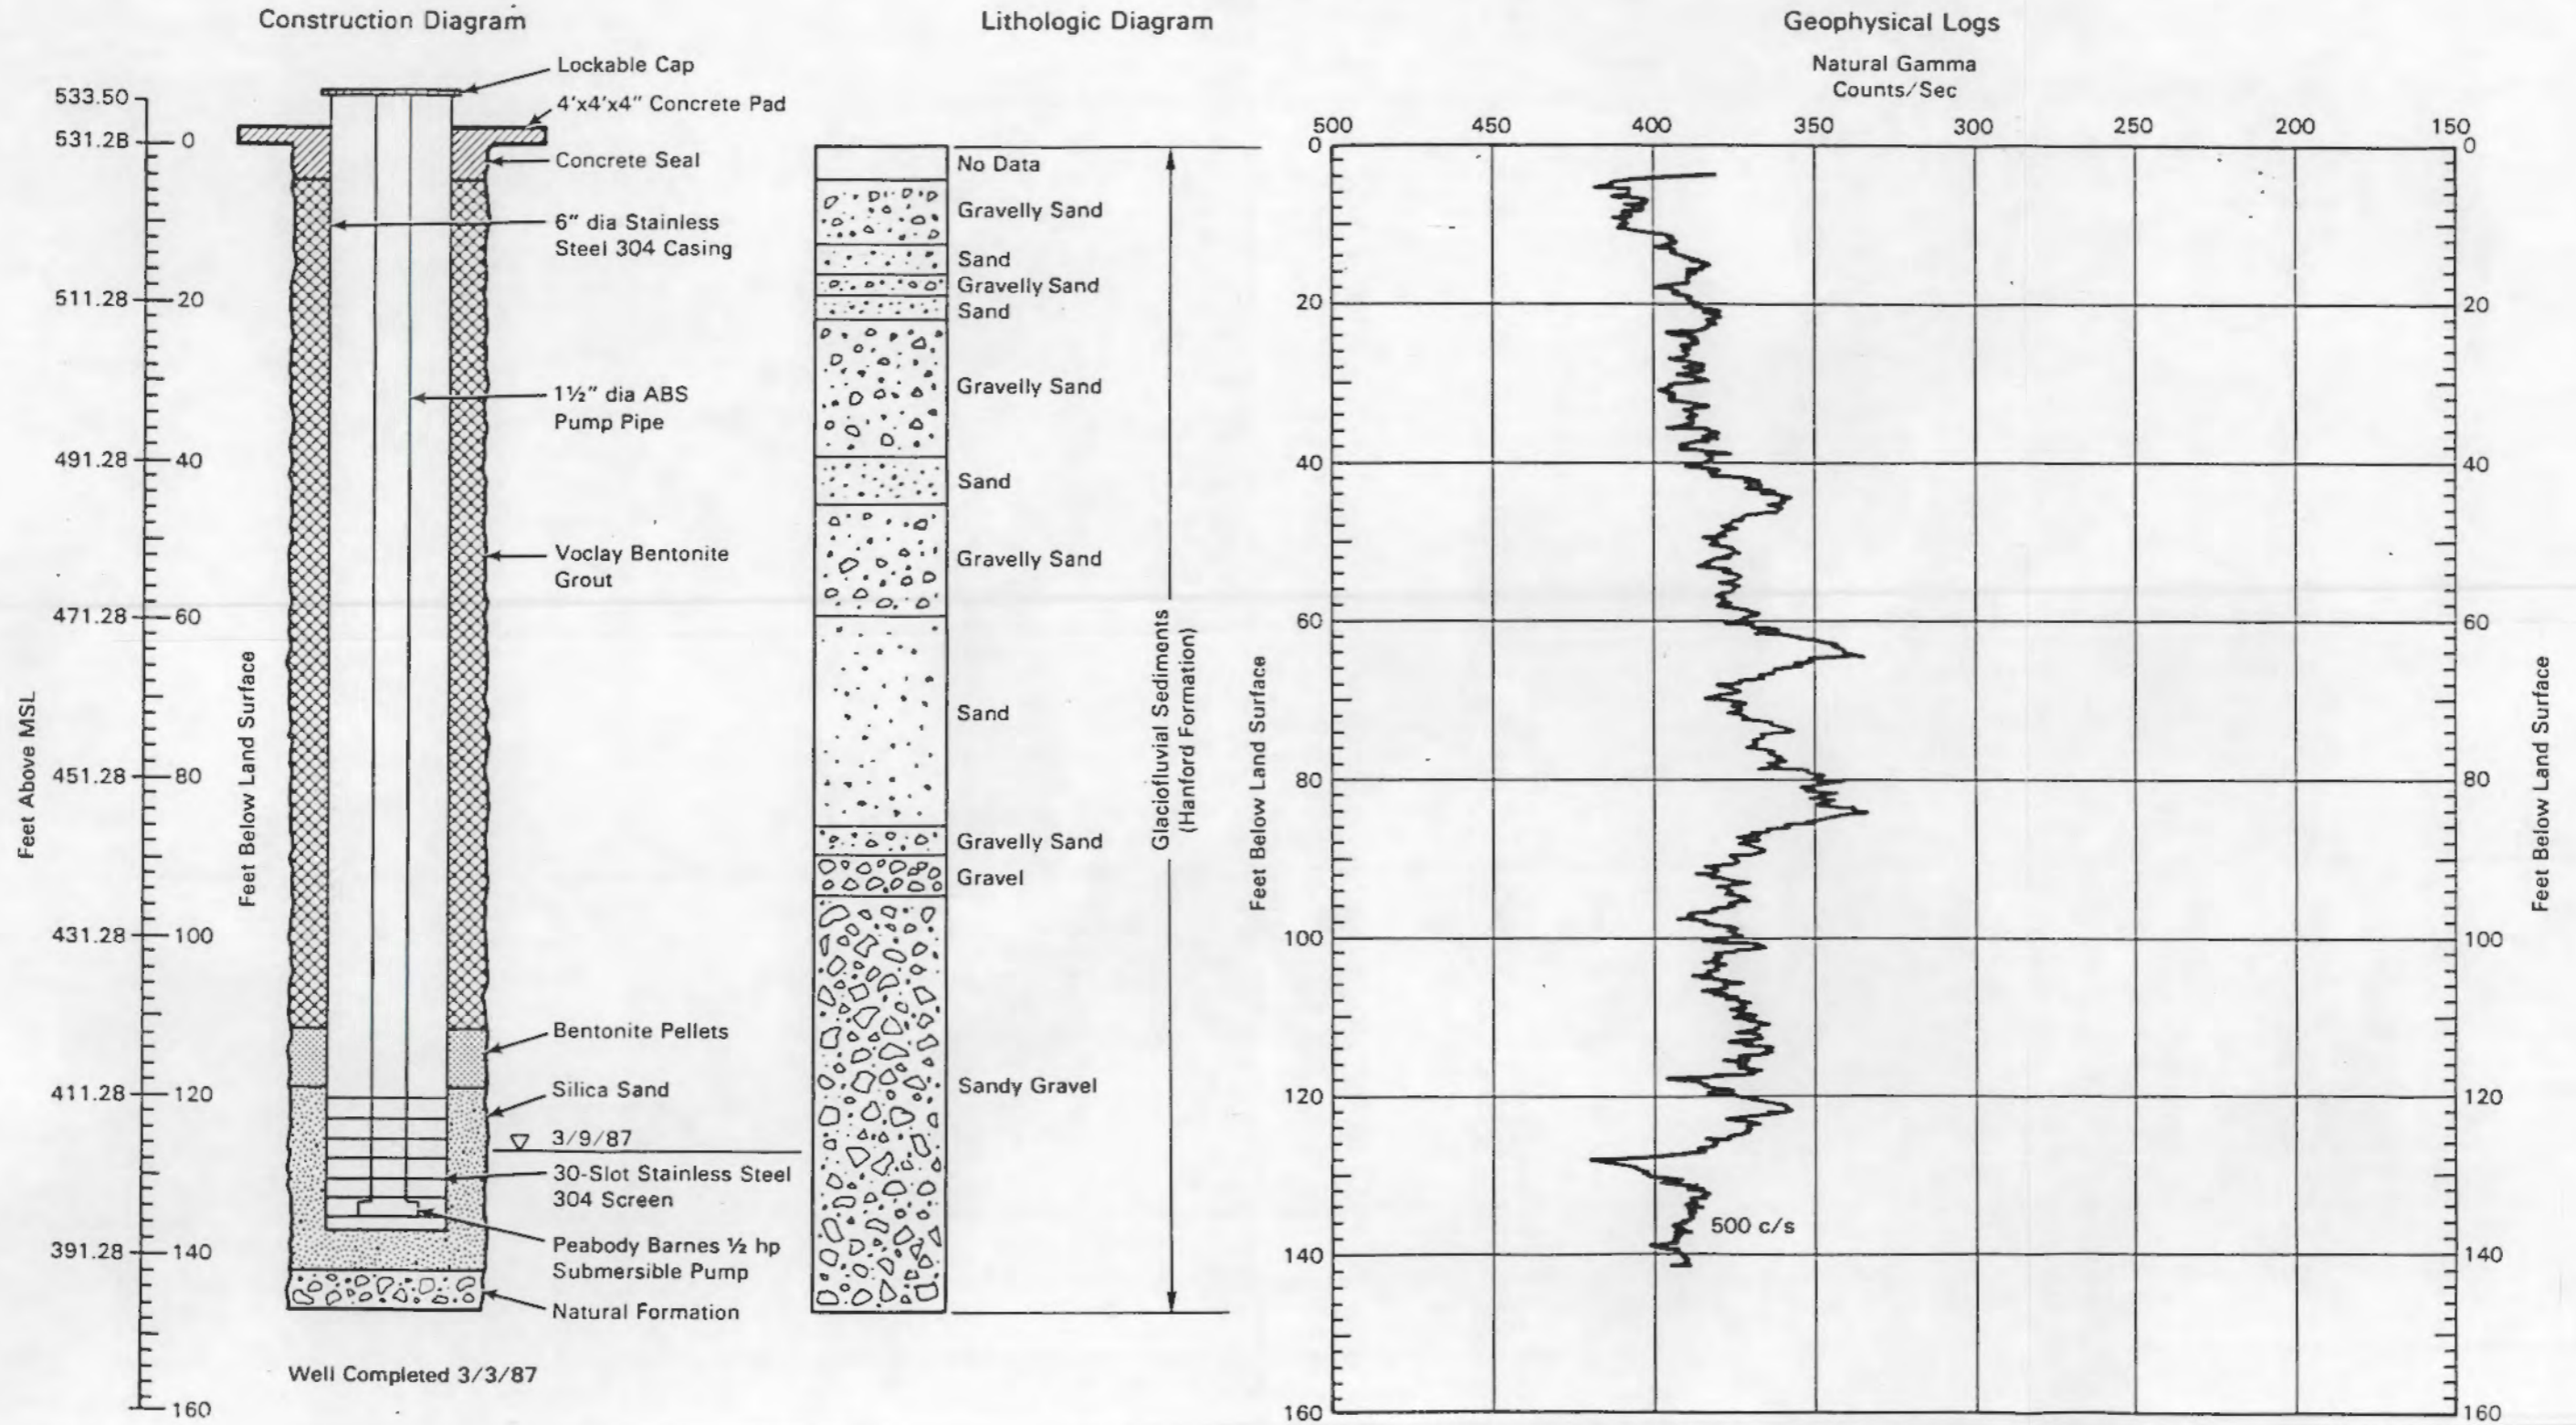 Construction Diagram
Lockable Cap
4'x4'x4" Concrete Pad
Concrete Seal
6" dia Stainless
Steel 304 Casing
1½" dia ABS
Pump Pipe
Voclay Bentonite
Grout
Bentonite Pellets
Silica Sand
3/9/87
30-Slot Stainless Steel
304 Screen
Peabody Barnes ½ hp
Submersible Pump
Natural Formation
Well Completed 3/3/87
Feet Above MSL
533.50
531.28
511.28
491.28
471.28
451.28
431.28
411.28
391.28
Feet Below Land Surface
0
20
40
60
80
100
120
140
160
Lithologic Diagram
No Data
Gravelly Sand
Sand
Gravelly Sand
Sand
Gravelly Sand
Sand
Gravelly Sand
Sand
Gravelly Sand
Gravel
Sandy Gravel
Glaciofluvial Sediments
(Hanford Formation)
Geophysical Logs
Natural Gamma
Counts/Sec
500 450 400 350 300 250 200 150
Feet Below Land Surface
0
20
40
60
80
100
120
140
160
500 c/s
0
20
40
60
80
100
120
140
160
Feet Below Land Surface